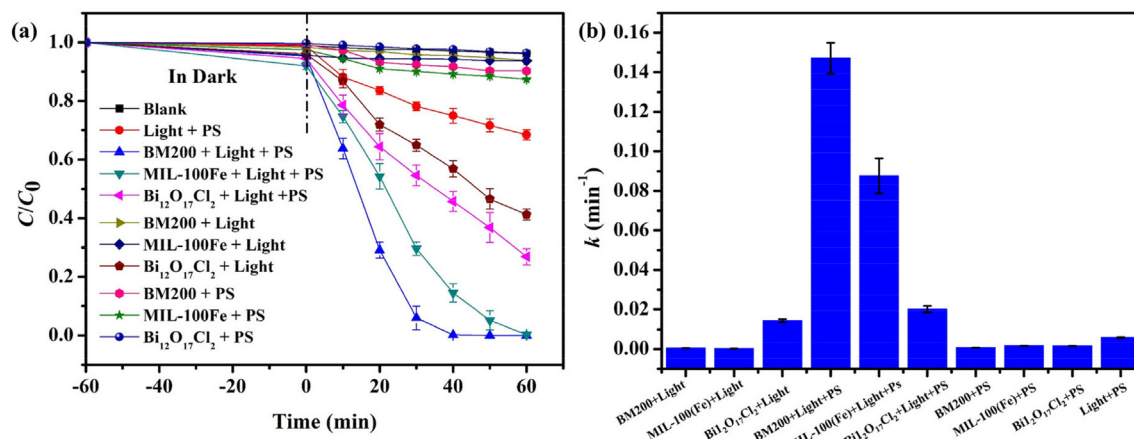 (a)
1.0
0.8
0.6
0.4
0.2
0.0
C/C0
In Dark
Blank
Light + PS
BM200 + Light + PS
MIL-100Fe + Light + PS
Bi12O17Cl2 + Light +PS
BM200 + Light
MIL-100Fe + Light
Bi12O17Cl2 + Light
BM200 + PS
MIL-100Fe + PS
Bi12O17Cl2 + PS
-60
-40
-20
0
20
40
60
Time (min)
(b)
0.16
0.14
0.12
0.10
0.08
0.06
0.04
0.02
0.00
k (min-1)
BM200+Light
MIL-100(Fe)+Light
Bi12O17Cl2+Light
BM200+Light+PS
MIL-100(Fe)+Light+Ps
Bi12O17Cl2+Light+PS
BM200+PS
MIL-100(Fe)+PS
Bi12O17Cl2+PS
Light+PS